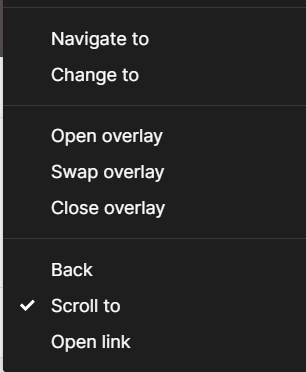 Navigate to
Change to
Open overlay
Swap overlay
Close overlay
Back
Scroll to
Open link